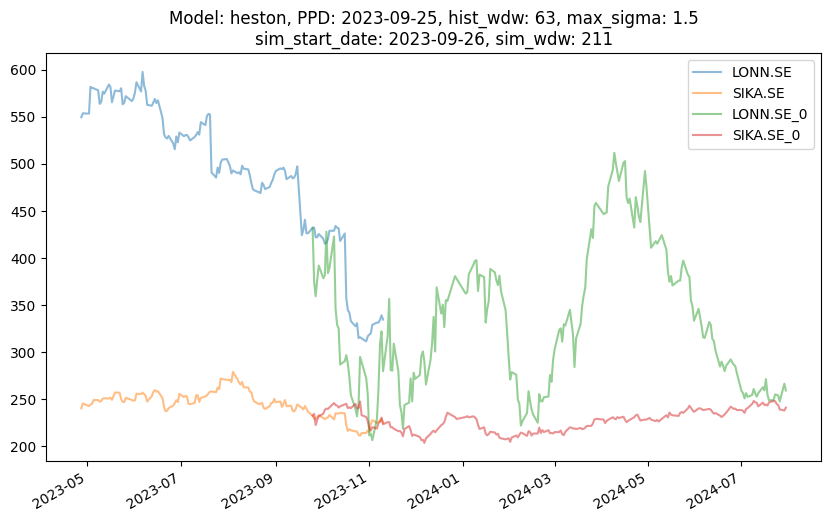 Model: heston, PPD: 2023-09-25, hist_wdw: 63, max_sigma: 1.5
sim_start_date: 2023-09-26, sim_wdw: 211
LONN.SE
SIKA.SE
LONN.SE_0
SIKA.SE_0
600
550
500
450
400
350
300
250
200
2023-05
2023-07
2023-09
2023-11
2024-01
2024-03
2024-05
2024-07